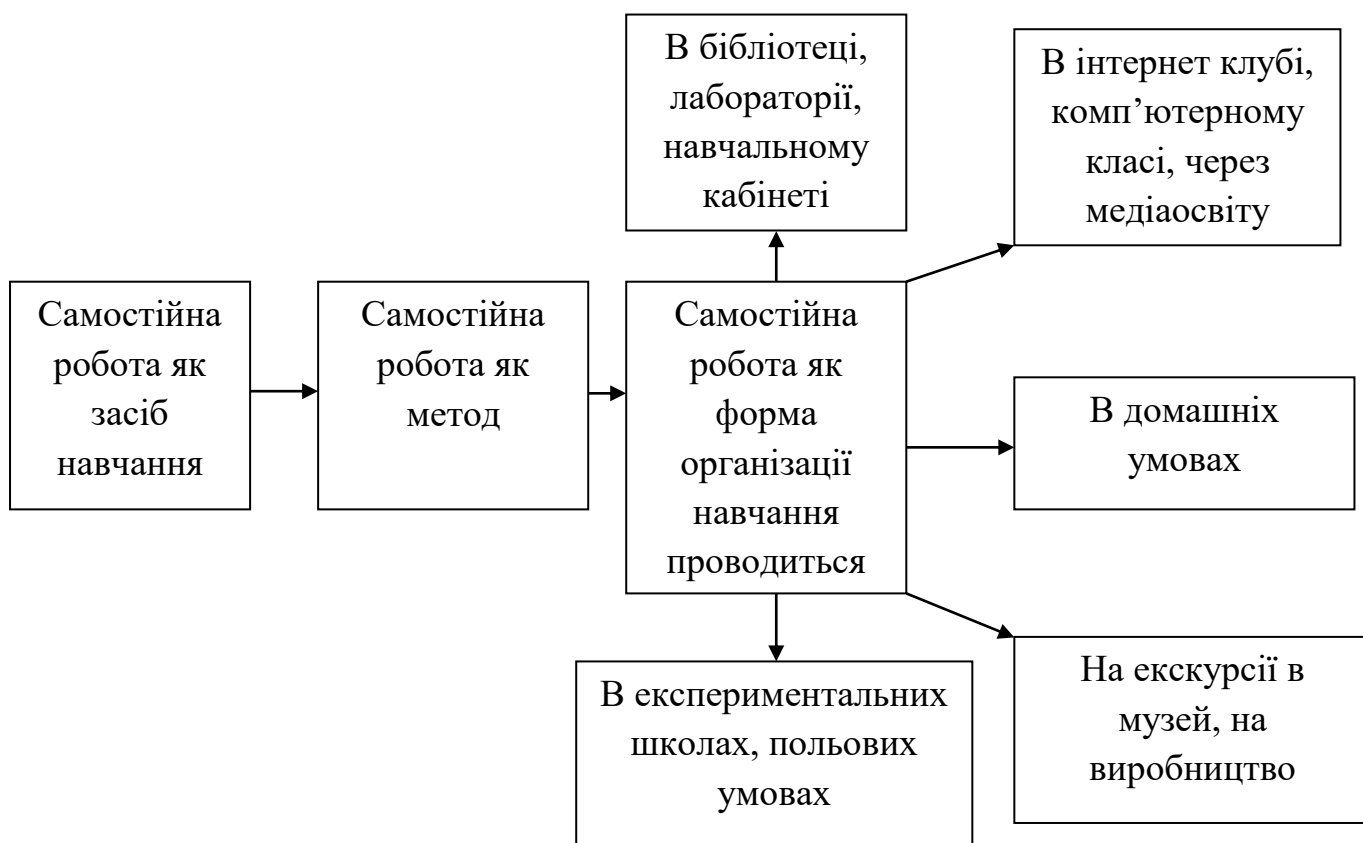 В бібліотеці,
лабораторії,
навчальному
кабінеті
В інтернет клубі,
комп’ютерному
класі, через
медіаосвіту
Самостійна
робота як
засіб
навчання
Самостійна
робота як
метод
Самостійна
робота як
форма
організації
навчання
проводиться
В домашніх
умовах
В експериментальних
школах, польових
умовах
На екскурсії в
музей, на
виробництво